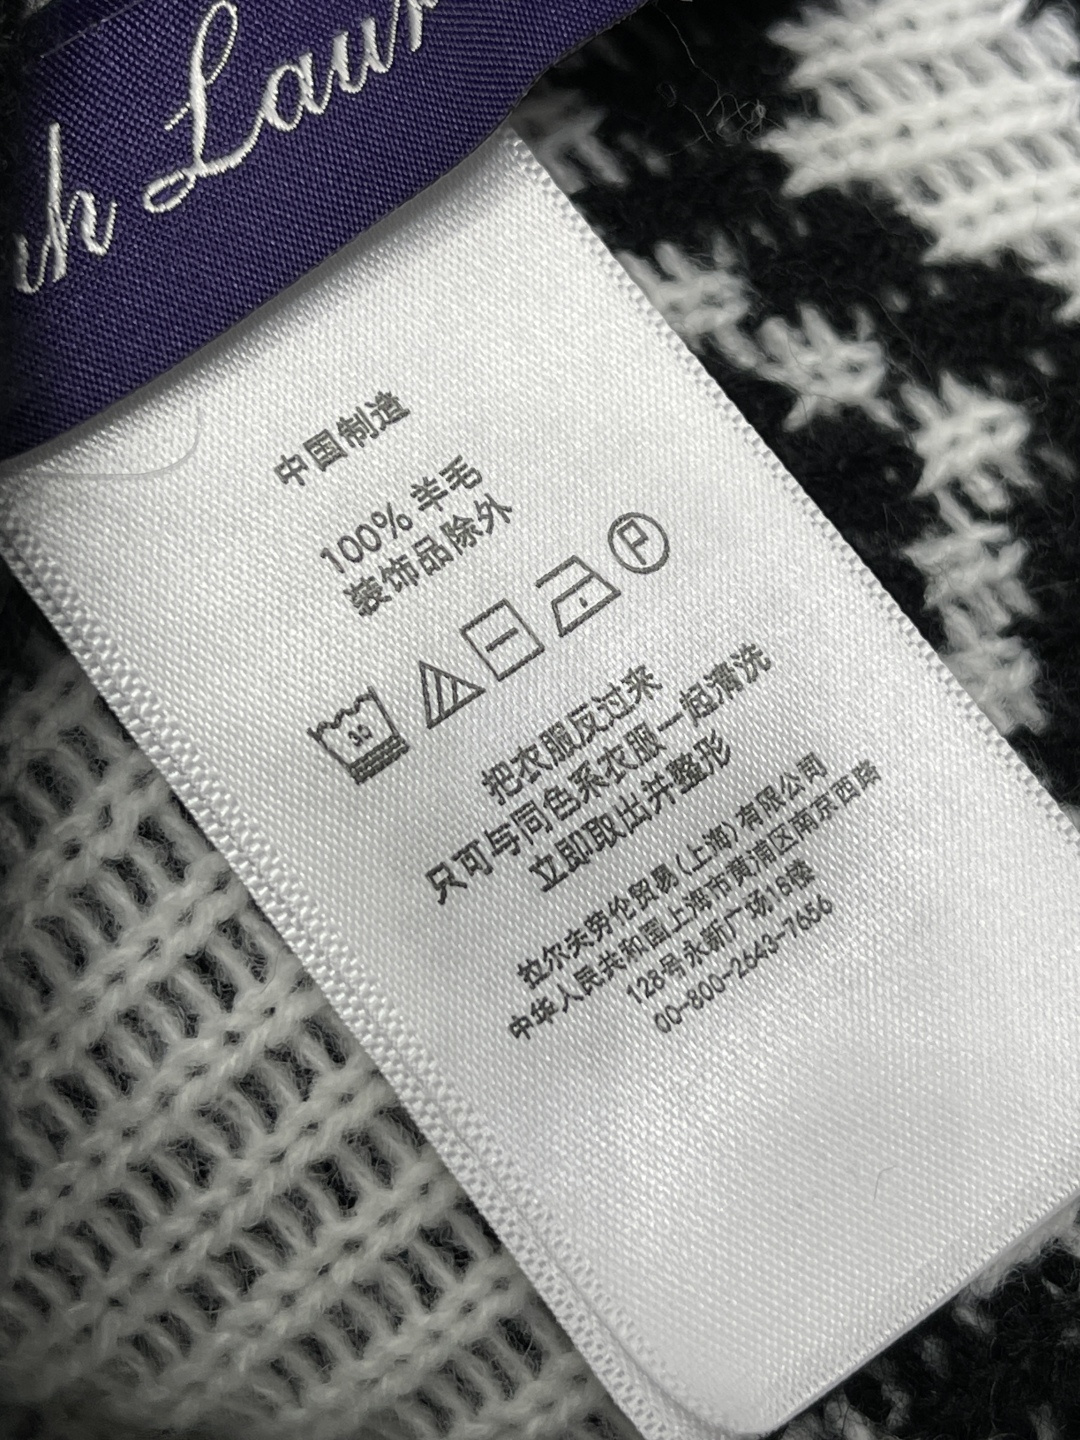 ph Laur
中国制造
100% 羊毛
装饰品除外
30
P
把衣服反过来
只可与同色系衣服一起清洗
立即取出并整形
拉尔夫劳伦贸易(上海)有限公司
中华人民共和国上海市黄浦区南京西路
128号永新广场16楼
00-800-2643-7656